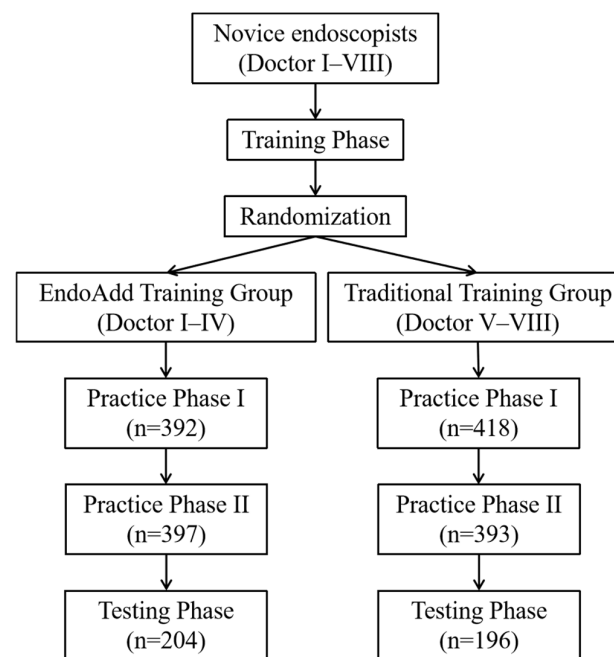 Novice endoscopists
(Doctor I–VIII)
Training Phase
Randomization
EndoAdd Training Group
(Doctor I–IV)
Traditional Training Group
(Doctor V–VIII)
Practice Phase I
(n=392)
Practice Phase I
(n=418)
Practice Phase II
(n=397)
Practice Phase II
(n=393)
Testing Phase
(n=204)
Testing Phase
(n=196)